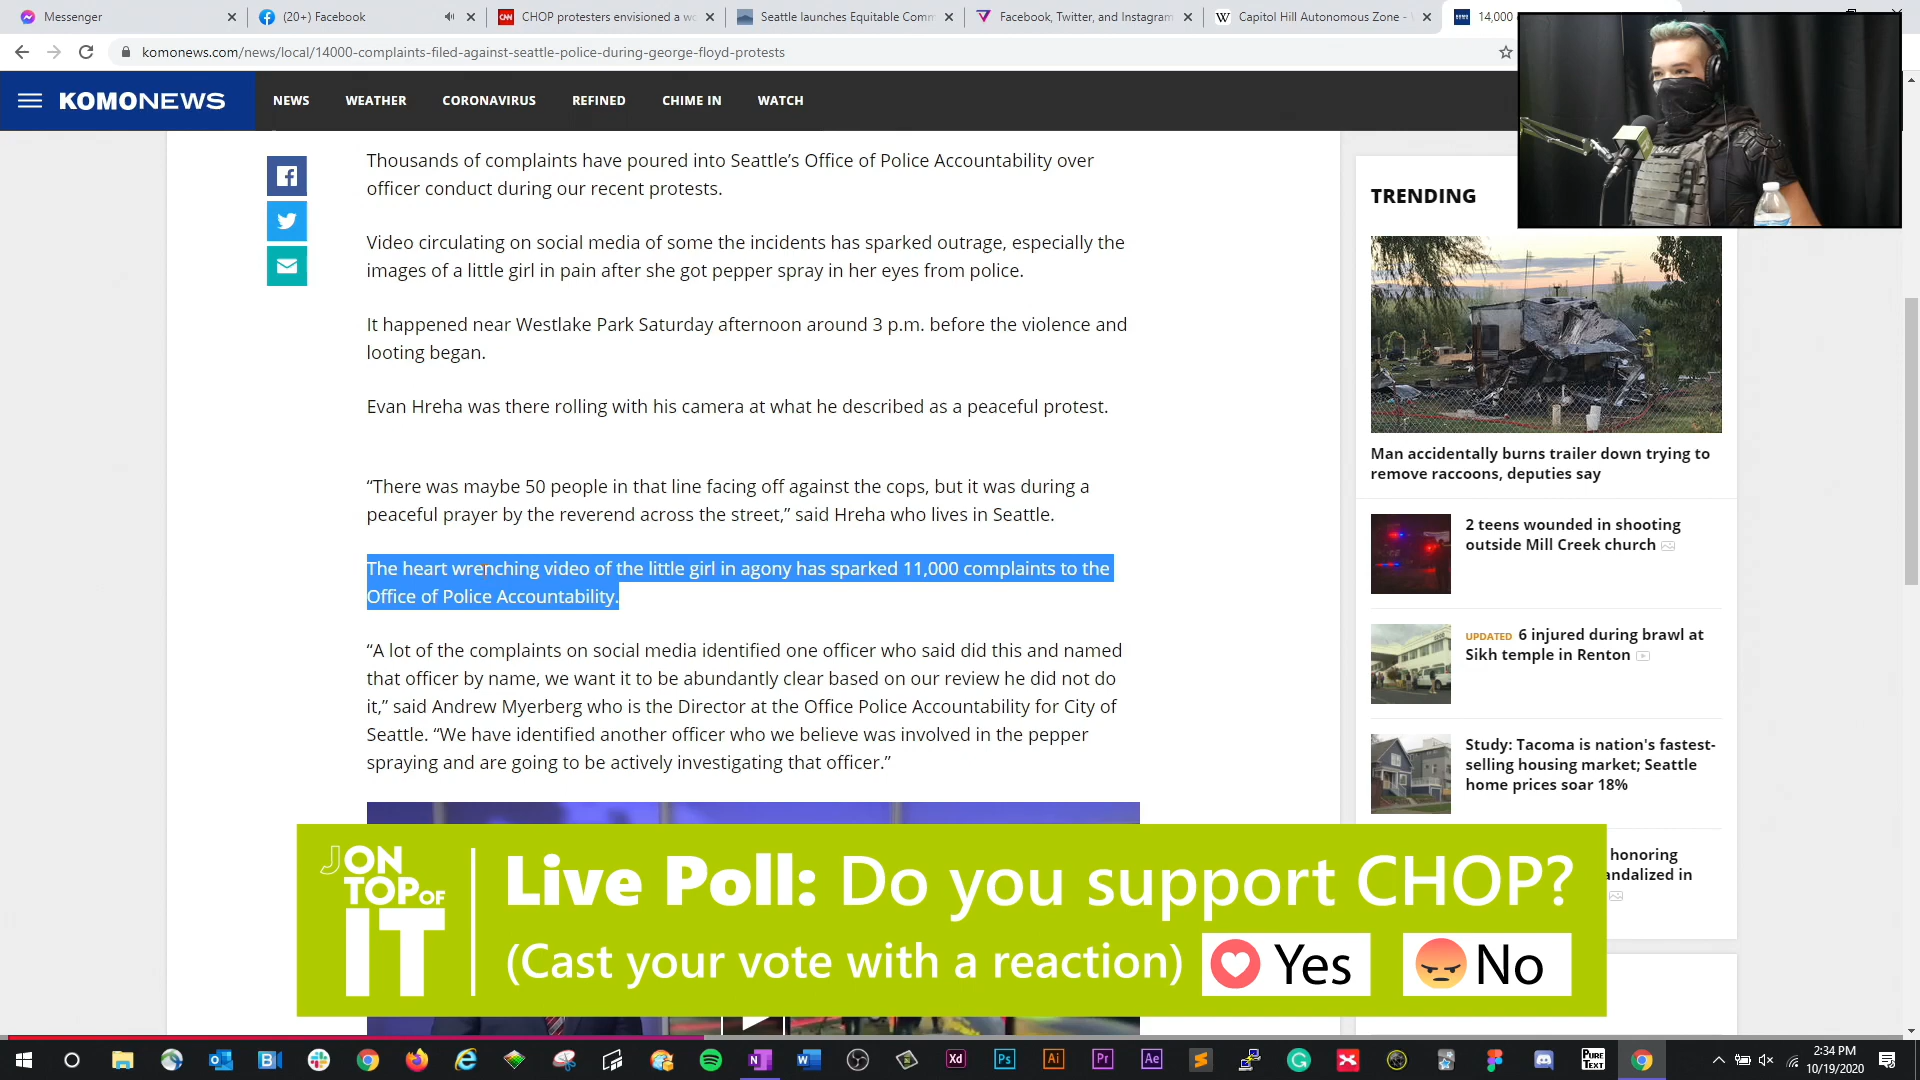 Messenger
(20+) Facebook
CHOP protesters envisioned a wo
Seattle launches Equitable Comm
Facebook, Twitter, and Instagram
Capitol Hill Autonomous Zone -
14,000
komonews.com/news/local/14000-complaints-filed-against-seattle-police-during-george-floyd-protests
KOMONEWS
NEWS
WEATHER
CORONAVIRUS
REFINED
CHIME IN
WATCH
Thousands of complaints have poured into Seattle’s Office of Police Accountability over
officer conduct during our recent protests.
Video circulating on social media of some the incidents has sparked outrage, especially the
images of a little girl in pain after she got pepper spray in her eyes from police.
It happened near Westlake Park Saturday afternoon around 3 p.m. before the violence and
looting began.
Evan Hreha was there rolling with his camera at what he described as a peaceful protest.
“There was maybe 50 people in that line facing off against the cops, but it was during a
peaceful prayer by the reverend across the street,” said Hreha who lives in Seattle.
The heart wrenching video of the little girl in agony has sparked 11,000 complaints to the
Office of Police Accountability.
“A lot of the complaints on social media identified one officer who said did this and named
that officer by name, we want it to be abundantly clear based on our review he did not do
it,” said Andrew Myerberg who is the Director at the Office Police Accountability for City of
Seattle. “We have identified another officer who we believe was involved in the pepper
spraying and are going to be actively investigating that officer.”
TRENDING
Man accidentally burns trailer down trying to
remove raccoons, deputies say
2 teens wounded in shooting
outside Mill Creek church
UPDATED 6 injured during brawl at
Sikh temple in Renton
Study: Tacoma is nation's fastest-
selling housing market; Seattle
home prices soar 18%
honoring
andalized in
JON
TOP OF
IT
Live Poll: Do you support CHOP?
(Cast your vote with a reaction)
Yes
No
2:34 PM
10/19/2020